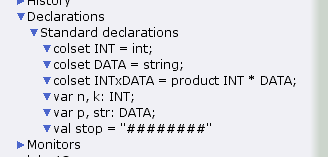 History
Declarations
Standard declarations
colset INT = int;
colset DATA = string;
colset INTxDATA = product INT * DATA;
var n, k: INT;
var p, str: DATA;
val stop = "########"
Monitors